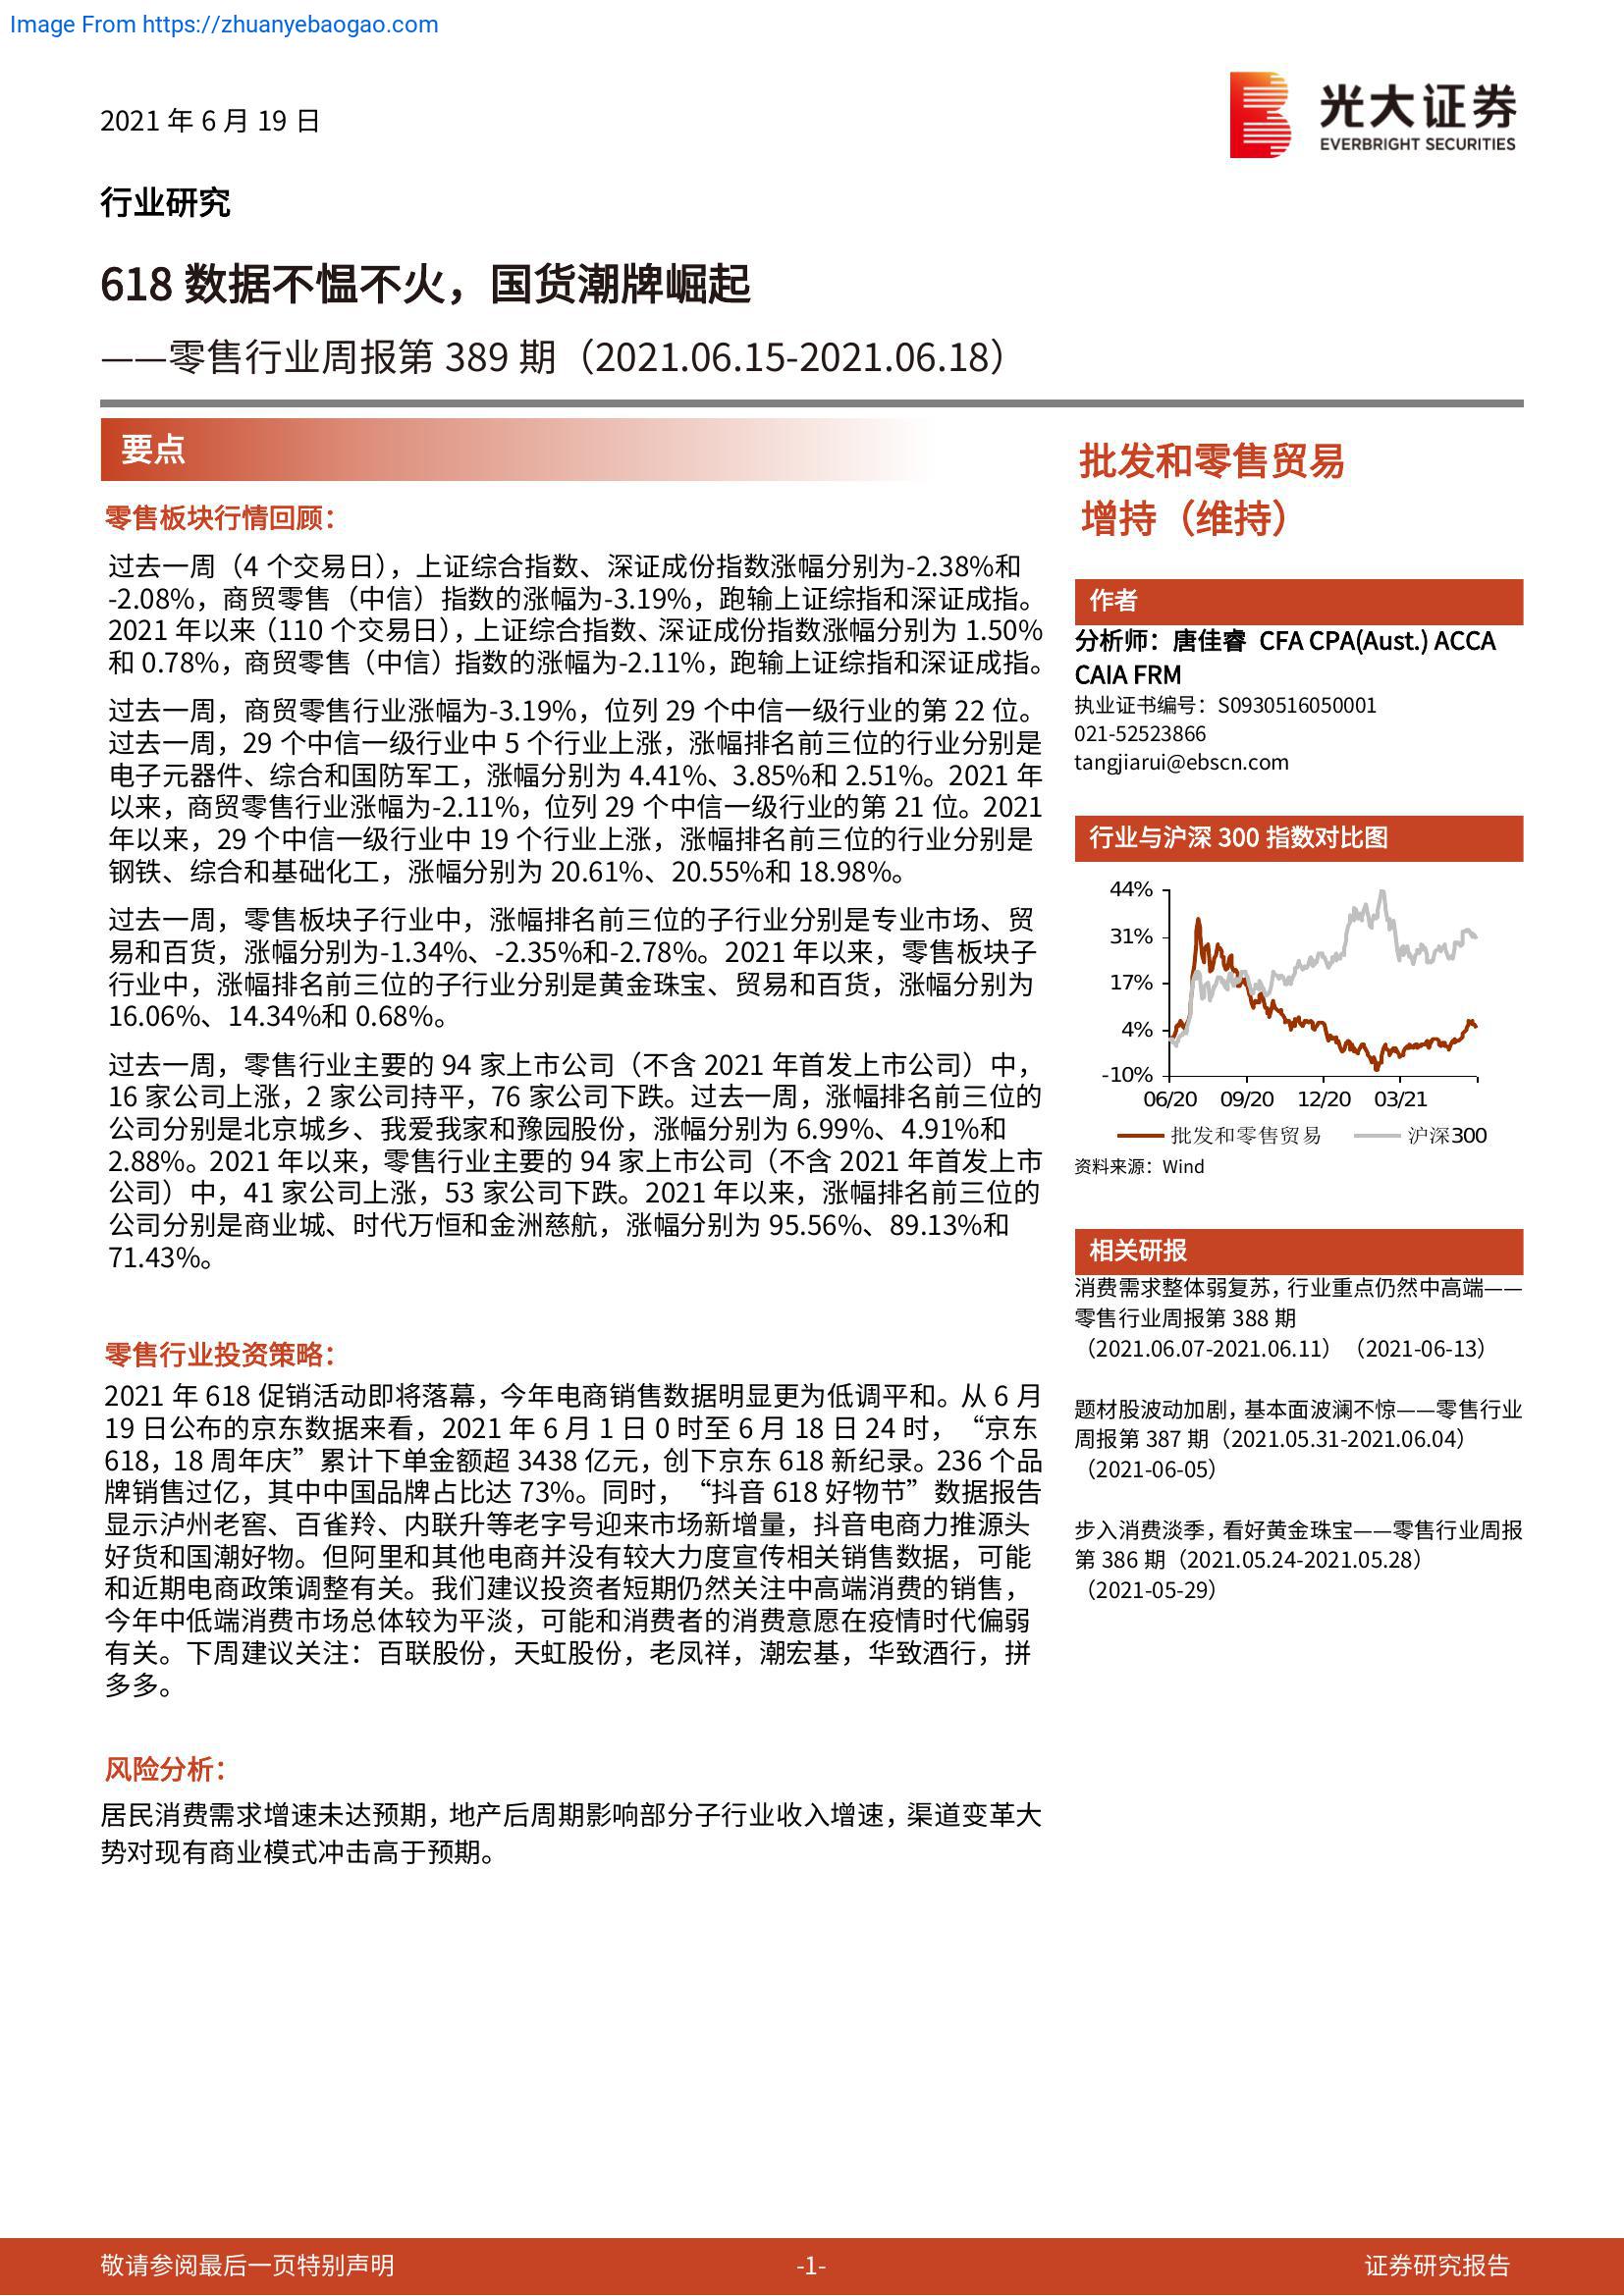 Image From https://zhuanyebaogao.com
2021 年 6 月 19 日
光大证券
EVERBRIGHT SECURITIES
行业研究
618 数据不愠不火，国货潮牌崛起
——零售行业周报第 389 期（2021.06.15-2021.06.18）
要点
零售板块行情回顾：
过去一周（4 个交易日），上证综合指数、深证成份指数涨幅分别为-2.38%和
-2.08%，商贸零售（中信）指数的涨幅为-3.19%，跑输上证综指和深证成指。
2021 年以来（110 个交易日），上证综合指数、深证成份指数涨幅分别为 1.50%
和 0.78%，商贸零售（中信）指数的涨幅为-2.11%，跑输上证综指和深证成指。
过去一周，商贸零售行业涨幅为-3.19%，位列 29 个中信一级行业的第 22 位。
过去一周，29 个中信一级行业中 5 个行业上涨，涨幅排名前三位的行业分别是
电子元器件、综合和国防军工，涨幅分别为 4.41%、3.85%和 2.51%。2021 年
以来，商贸零售行业涨幅为-2.11%，位列 29 个中信一级行业的第 21 位。2021
年以来，29 个中信一级行业中 19 个行业上涨，涨幅排名前三位的行业分别是
钢铁、综合和基础化工，涨幅分别为 20.61%、20.55%和 18.98%。
过去一周，零售板块子行业中，涨幅排名前三位的子行业分别是专业市场、贸
易和百货，涨幅分别为-1.34%、-2.35%和-2.78%。2021 年以来，零售板块子
行业中，涨幅排名前三位的子行业分别是黄金珠宝、贸易和百货，涨幅分别为
16.06%、14.34%和 0.68%。
过去一周，零售行业主要的 94 家上市公司（不含 2021 年首发上市公司）中，
16 家公司上涨，2 家公司持平，76 家公司下跌。过去一周，涨幅排名前三位的
公司分别是北京城乡、我爱我家和豫园股份，涨幅分别为 6.99%、4.91%和
2.88%。2021 年以来，零售行业主要的 94 家上市公司（不含 2021 年首发上市
公司）中，41 家公司上涨，53 家公司下跌。2021 年以来，涨幅排名前三位的
公司分别是商业城、时代万恒和金洲慈航，涨幅分别为 95.56%、89.13%和
71.43%。
零售行业投资策略：
2021 年 618 促销活动即将落幕，今年电商销售数据明显更为低调平和。从 6 月
19 日公布的京东数据来看，2021 年 6 月 1 日 0 时至 6 月 18 日 24 时，“京东
618，18 周年庆”累计下单金额超 3438 亿元，创下京东 618 新纪录。236 个品
牌销售过亿，其中中国品牌占比达 73%。同时，“抖音 618 好物节”数据报告
显示泸州老窖、百雀羚、内联升等老字号迎来市场新增量，抖音电商力推源头
好货和国潮好物。但阿里和其他电商并没有较大力度宣传相关销售数据，可能
和近期电商政策调整有关。我们建议投资者短期仍然关注中高端消费的销售，
今年中低端消费市场总体较为平淡，可能和消费者的消费意愿在疫情时代偏弱
有关。下周建议关注：百联股份，天虹股份，老凤祥，潮宏基，华致酒行，拼
多多。
风险分析：
居民消费需求增速未达预期，地产后周期影响部分子行业收入增速，渠道变革大
势对现有商业模式冲击高于预期。
批发和零售贸易
增持（维持）
作者
分析师：唐佳睿 CFA CPA(Aust.) ACCA
CAIA FRM
执业证书编号：S0930516050001
021-52523866
tangjiarui@ebscn.com
行业与沪深 300 指数对比图
44%
31%
17%
4%
-10%
06/20 09/20 12/20 03/21
批发和零售贸易 沪深300
资料来源：Wind
相关研报
消费需求整体弱复苏，行业重点仍然中高端——
零售行业周报第 388 期
（2021.06.07-2021.06.11）（2021-06-13）
题材股波动加剧，基本面波澜不惊——零售行业
周报第 387 期（2021.05.31-2021.06.04）
（2021-06-05）
步入消费淡季，看好黄金珠宝——零售行业周报
第 386 期（2021.05.24-2021.05.28）
（2021-05-29）
敬请参阅最后一页特别声明 -1- 证券研究报告